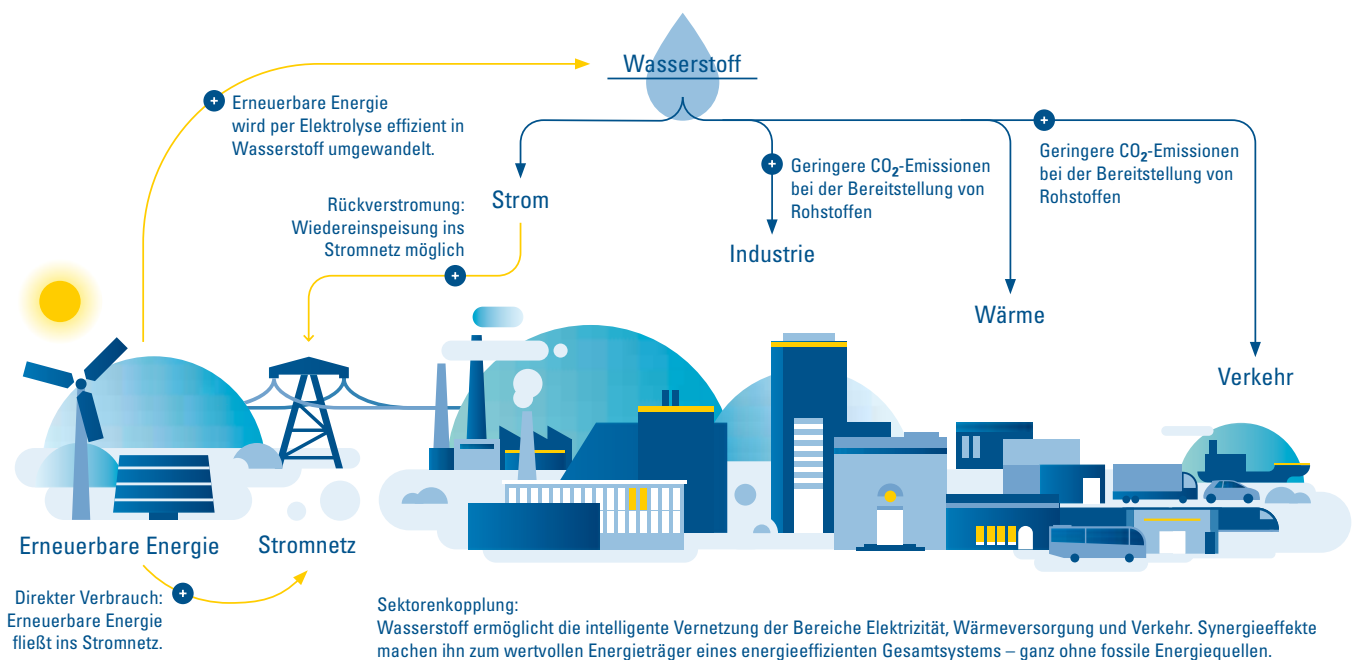 Wasserstoff
Erneuerbare Energie
wird per Elektrolyse effizient in
Wasserstoff umgewandelt.
Strom
Rückverstromung:
Wiedereinspeisung ins
Stromnetz möglich
Geringere CO₂-Emissionen
bei der Bereitstellung von
Rohstoffen
Industrie
Geringere CO₂-Emissionen
bei der Bereitstellung von
Rohstoffen
Wärme
Verkehr
Erneuerbare Energie
Stromnetz
Direkter Verbrauch:
Erneuerbare Energie
fließt ins Stromnetz.
Sektorenkopplung:
Wasserstoff ermöglicht die intelligente Vernetzung der Bereiche Elektrizität, Wärmeversorgung und Verkehr. Synergieeffekte
machen ihn zum wertvollen Energieträger eines energieeffizienten Gesamtsystems – ganz ohne fossile Energiequellen.